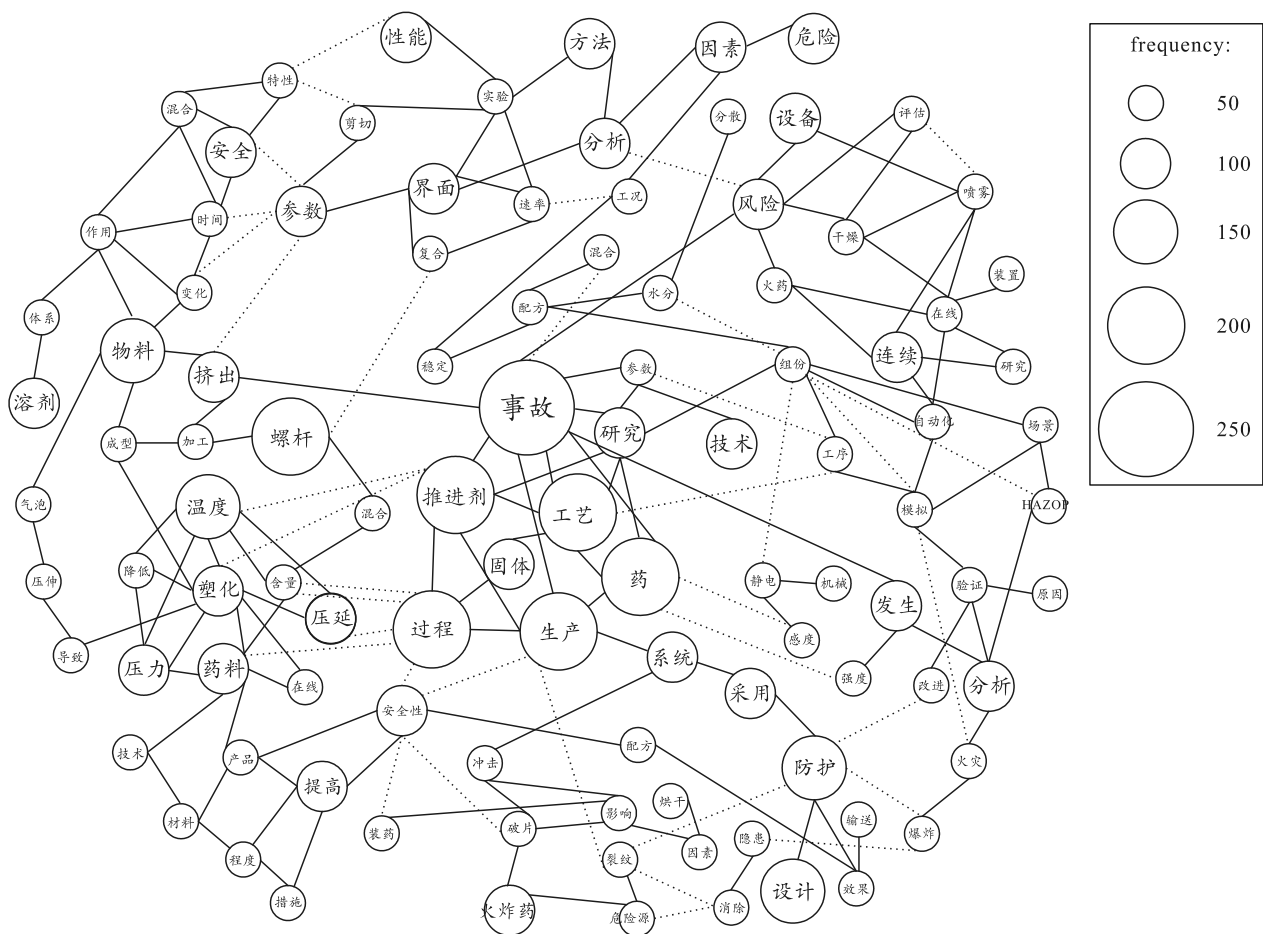 性能
方法
因素
危险
frequency:
特性
实验
混合
剪切
分散
设备
评估
50
安全
分析
100
界面
喷雾
参数
速率
工况
风险
时间
作用
干燥
150
复合
混合
变化
水分
火药
装置
体系
配方
在线
200
物料
稳定
参数
组份
连续
研究
挤出
溶剂
事故
自动化
场景
250
成型
加工
螺杆
研究
技术
工序
气泡
温度
混合
推进剂
工艺
模拟
HAZOP
降低
固体
压伸
塑化
含量
药
静电
机械
验证
原因
压延
发生
过程
生产
感度
导致
压力
药料
在线
系统
强度
改进
分析
采用
安全性
技术
产品
配方
冲击
防护
火灾
提高
烘干
材料
装药
破片
影响
输送
爆炸
隐患
程度
裂纹
因素
设计
效果
措施
火炸药
危险源
消除